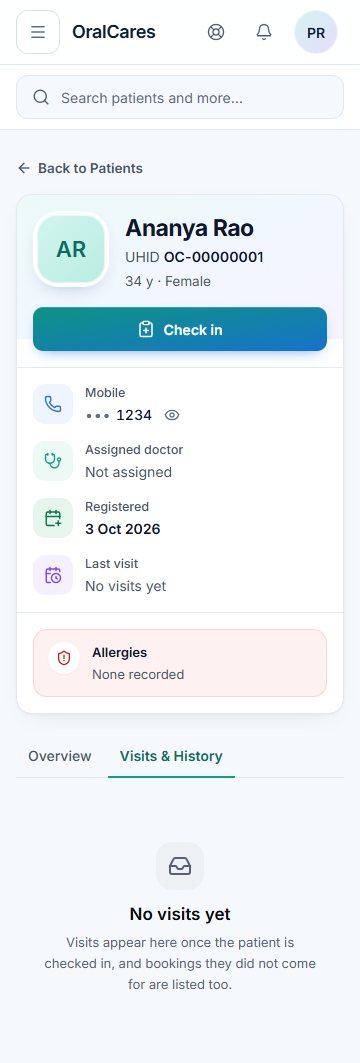 OralCares
PR
Search patients and more...
Back to Patients
AR
Ananya Rao
UHID OC-00000001
34 y · Female
Check in
Mobile
••• 1234
Assigned doctor
Not assigned
Registered
3 Oct 2026
Last visit
No visits yet
Allergies
None recorded
Overview
Visits & History
No visits yet
Visits appear here once the patient is
checked in, and bookings they did not come
for are listed too.